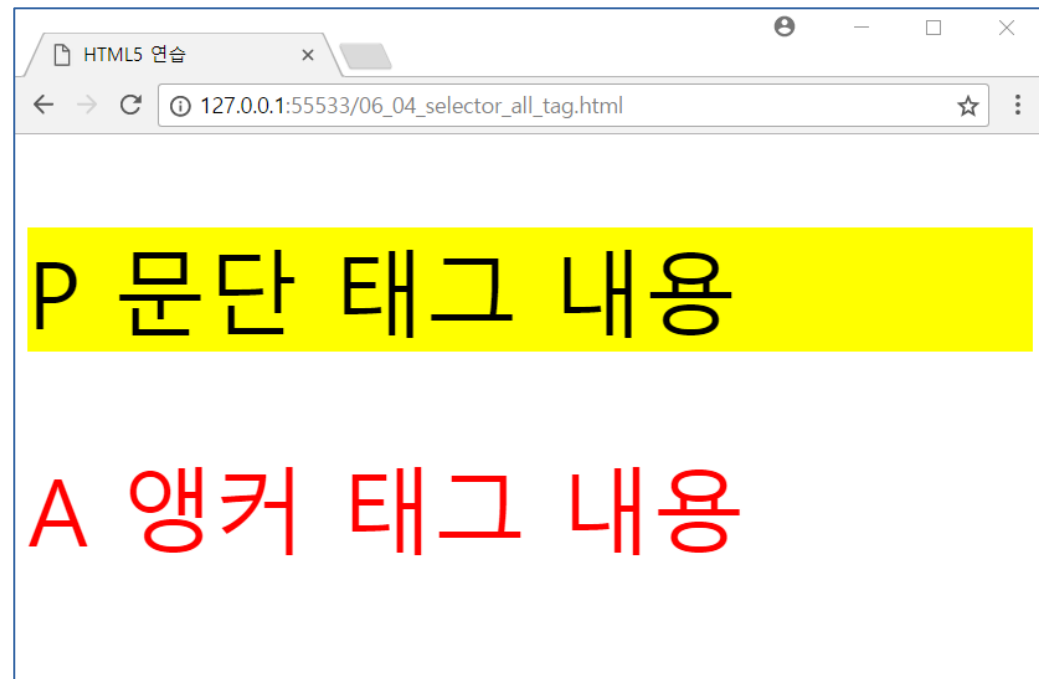 HTML5 연습
127.0.0.1:55533/06_04_selector_all_tag.html
P 문단 태그 내용
A 앵커 태그 내용